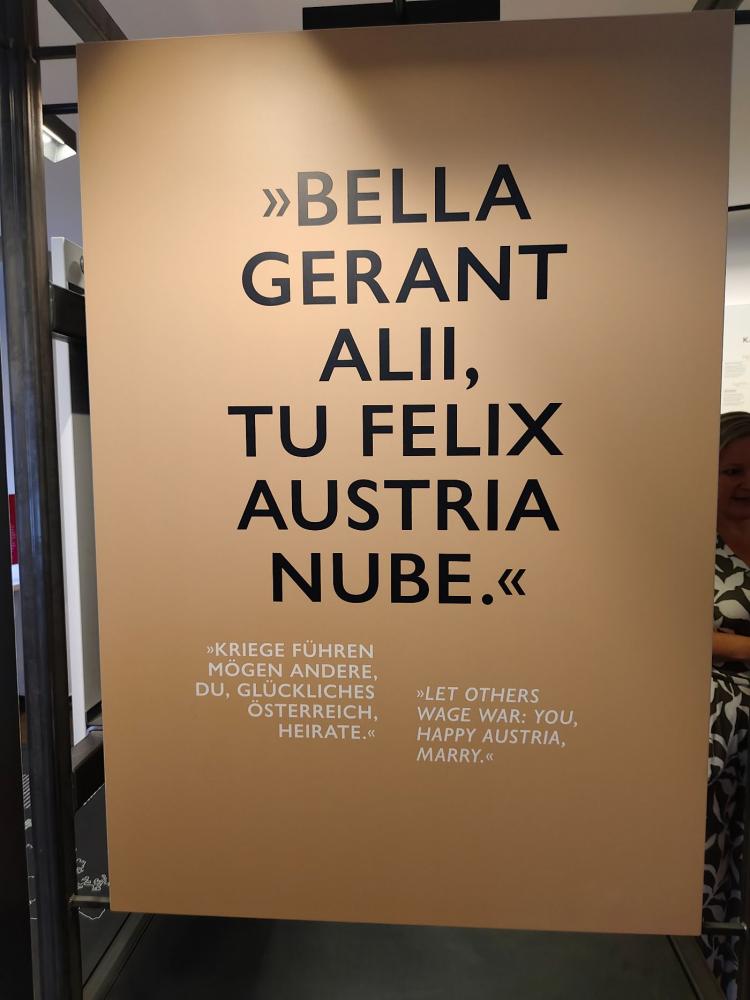 »BELLA
GERANT
ALII,
TU FELIX
AUSTRIA
NUBE.«
»KRIEGE FÜHREN
MÖGEN ANDERE,
DU, GLÜCKLICHES
ÖSTERREICH,
HEIRATE.«
»LET OTHERS
WAGE WAR: YOU,
HAPPY AUSTRIA,
MARRY.«